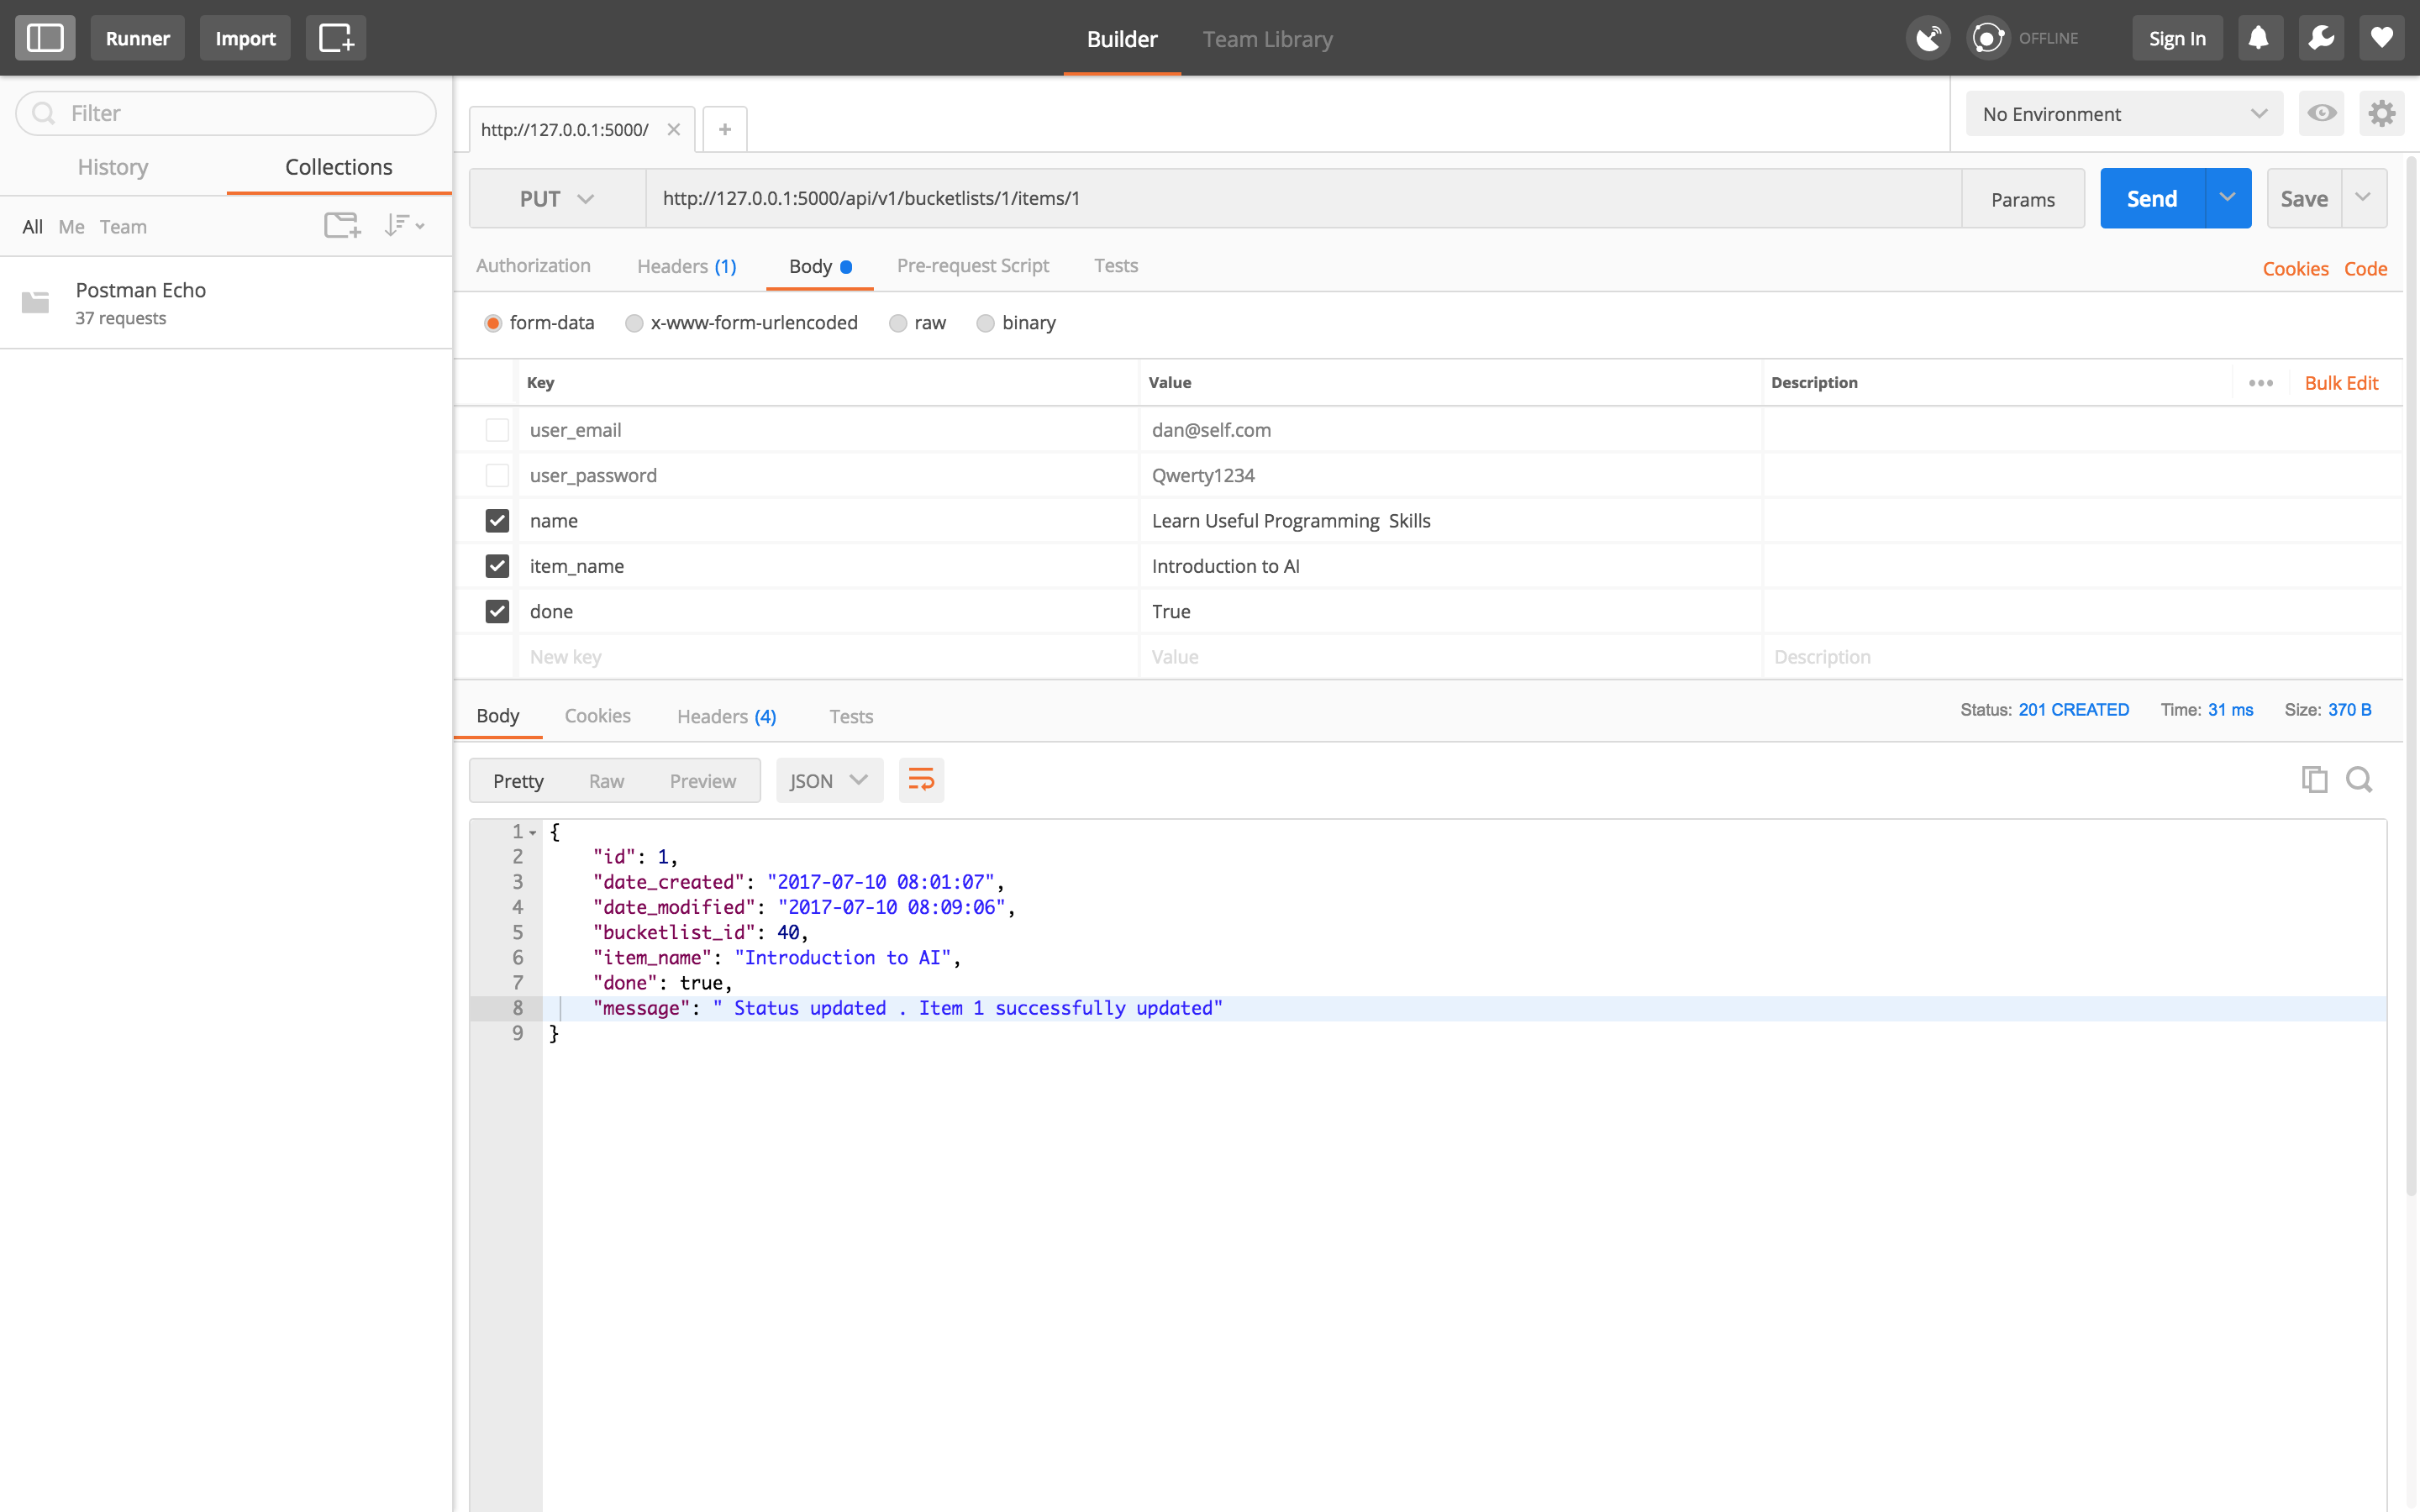 Runner Import Builder Team Library OFFLINE Sign In
Filter
History Collections
All Me Team
Postman Echo
37 requests
http://127.0.0.1:5000/
No Environment
PUT http://127.0.0.1:5000/api/v1/bucketlists/1/items/1 Params Send Save
Authorization Headers (1) Body Pre-request Script Tests Cookies Code
form-data x-www-form-urlencoded raw binary
Key Value Description Bulk Edit
user_email dan@self.com
user_password Qwerty1234
name Learn Useful Programming  Skills
item_name Introduction to AI
done True
New key Value Description
Body Cookies Headers (4) Tests Status: 201 CREATED Time: 31 ms Size: 370 B
Pretty Raw Preview JSON
1 {
2 "id": 1,
3 "date_created": "2017-07-10 08:01:07",
4 "date_modified": "2017-07-10 08:09:06",
5 "bucketlist_id": 40,
6 "item_name": "Introduction to AI",
7 "done": true,
8 "message": " Status updated . Item 1 successfully updated"
9 }